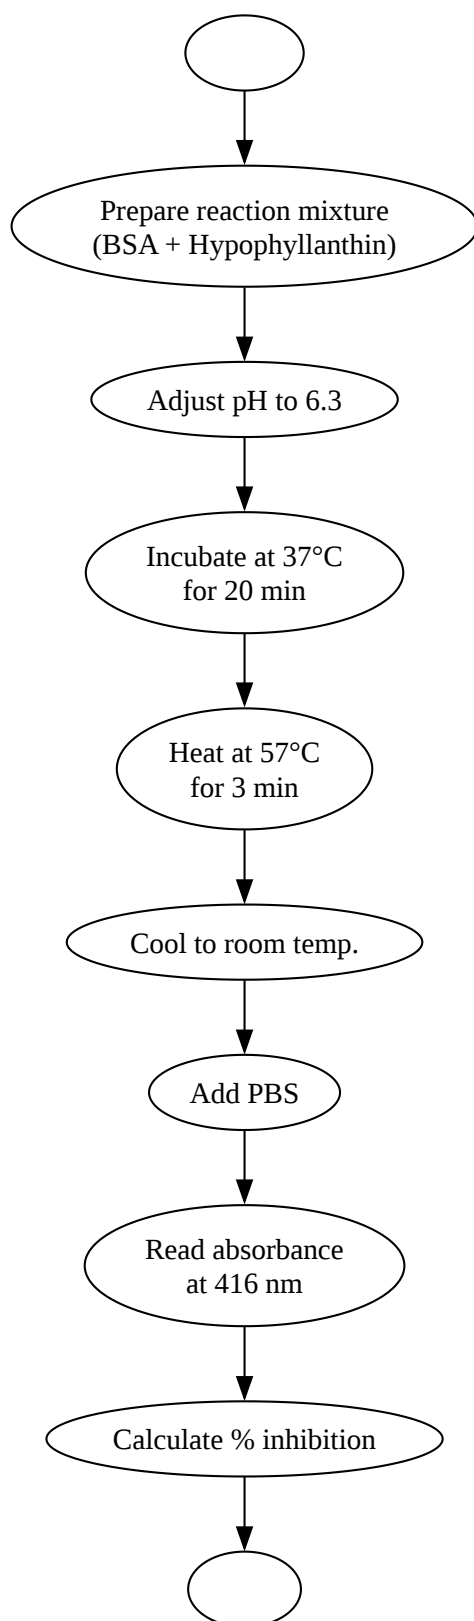 Prepare reaction mixture
(BSA + Hypophyllanthin)
Adjust pH to 6.3
Incubate at 37°C
for 20 min
Heat at 57°C
for 3 min
Cool to room temp.
Add PBS
Read absorbance
at 416 nm
Calculate % inhibition